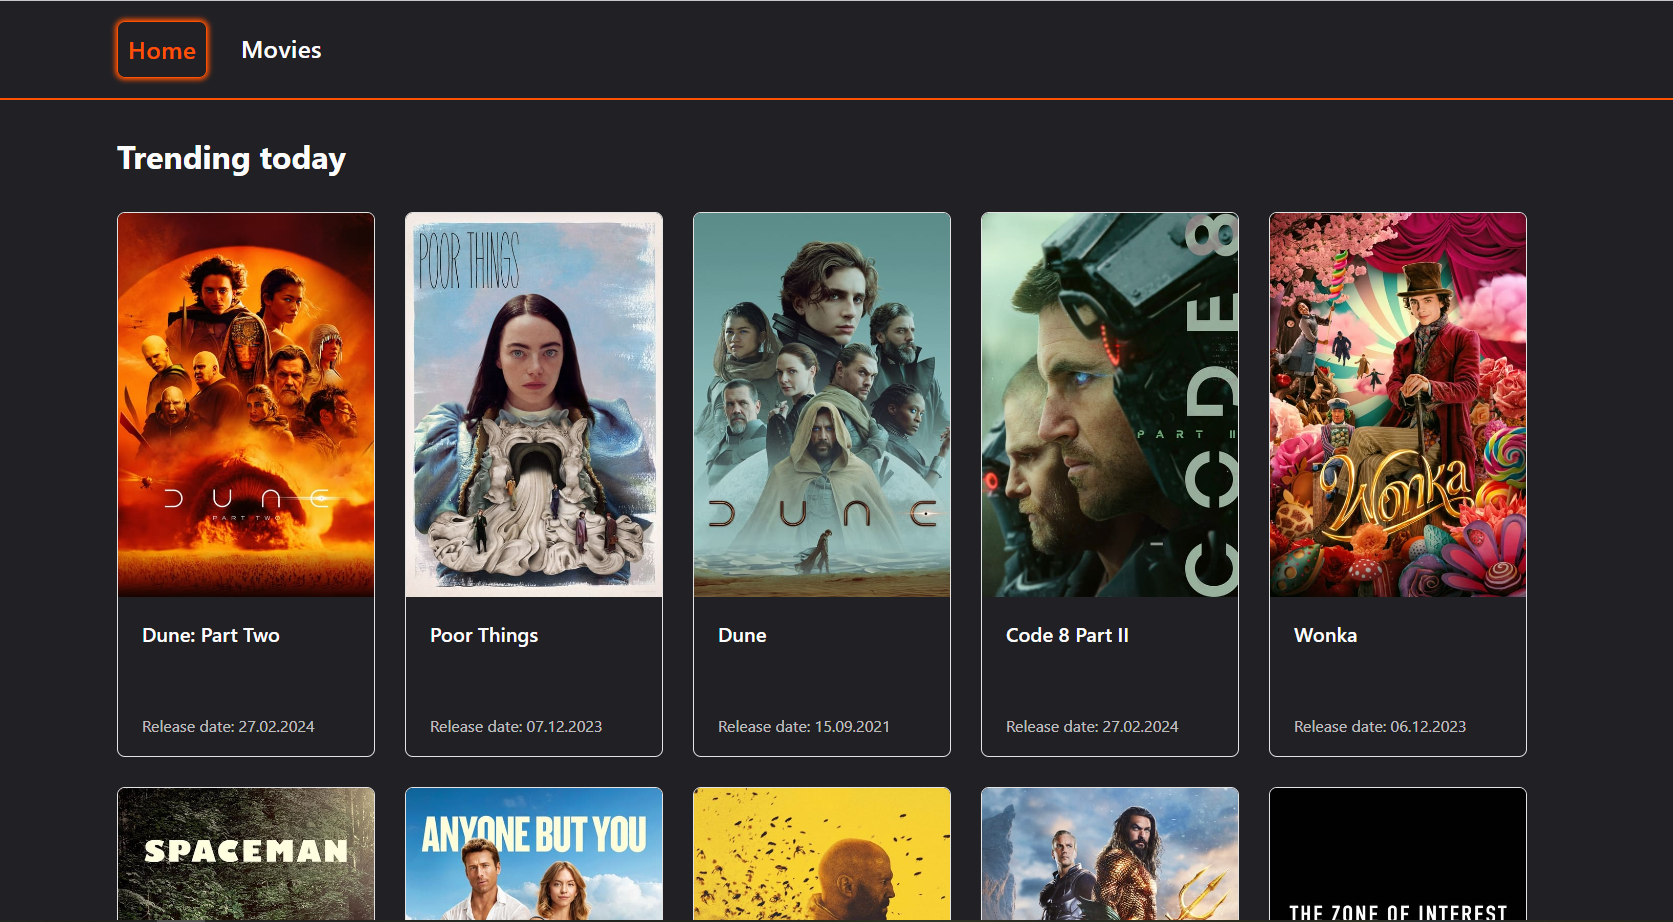 Home
Movies
Trending today
POOR THINGS
DUNE
PART TWO
DUNE
CODE 8
PART II
Wonka
Dune: Part Two
Poor Things
Dune
Code 8 Part II
Wonka
Release date: 27.02.2024
Release date: 07.12.2023
Release date: 15.09.2021
Release date: 27.02.2024
Release date: 06.12.2023
SPACEMAN
ANYONE BUT YOU
THE ZONE OF INTEREST